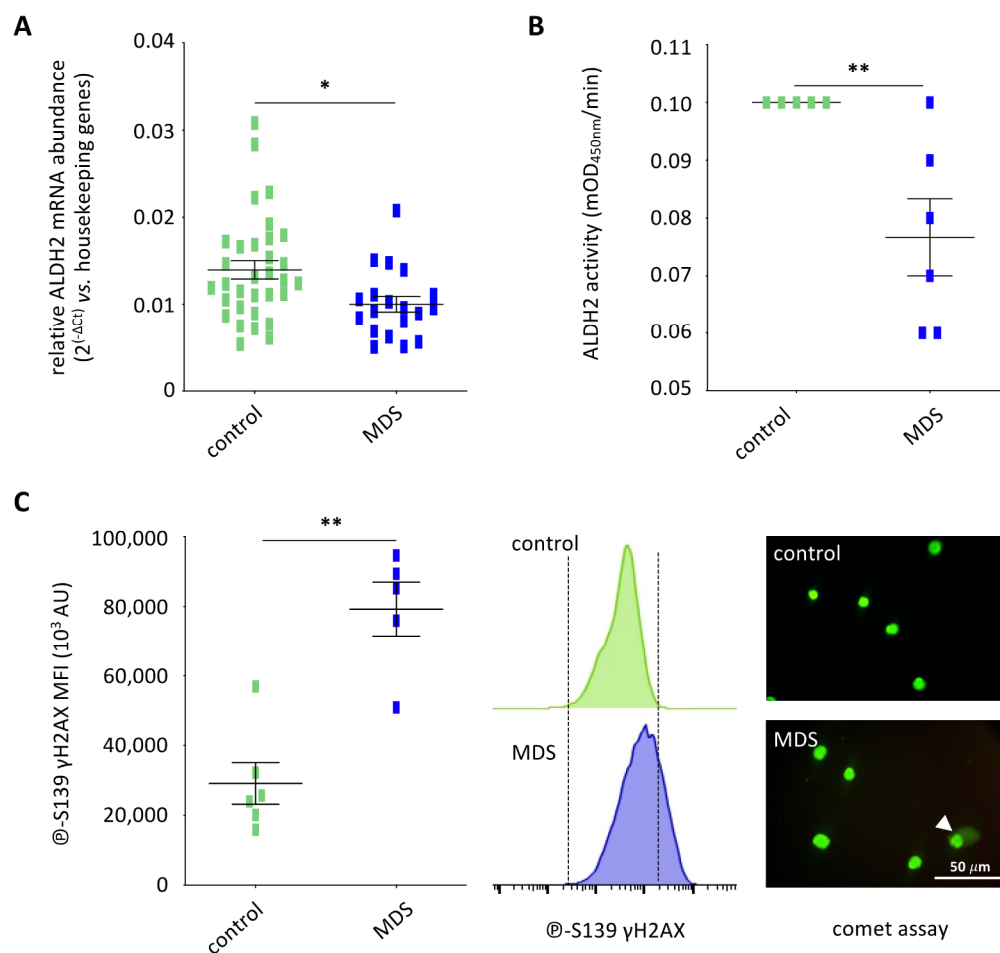 A
relative ALDH2 mRNA abundance
(2(-ΔCt) vs. housekeeping genes)
0.04
0.03
0.02
0.01
0
*
control
MDS
B
ALDH2 activity (mOD450nm/min)
0.11
0.10
0.09
0.08
0.07
0.06
0.05
**
control
MDS
C
Ⓟ-S139 γH2AX MFI (10³ AU)
100,000
80,000
60,000
40,000
20,000
0
**
control
MDS
control
MDS
Ⓟ-S139 γH2AX
control
MDS
50 μm
comet assay